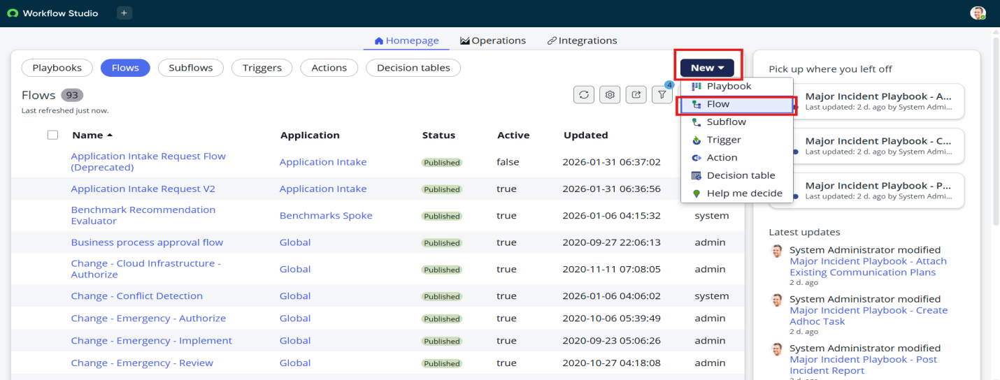 Workflow Studio
+
Homepage
Operations
Integrations
Playbooks
Flows
Subflows
Triggers
Actions
Decision tables
New
Flows 93
Last refreshed just now.
4
Playbook
Flow
Subflow
Trigger
Action
Decision table
Help me decide
Name Application Status Active Updated
Application Intake Request Flow
(Deprecated)
Application Intake Published false 2026-01-31 06:37:02
Application Intake Request V2 Application Intake Published true 2026-01-31 06:36:56
Benchmark Recommendation
Evaluator
Benchmarks Spoke Published true 2026-01-06 04:15:32 system
Business process approval flow Global Published true 2020-09-27 22:06:13 admin
Change - Cloud Infrastructure -
Authorize
Global Published true 2020-11-11 07:08:05 admin
Change - Conflict Detection Global Published true 2026-01-06 04:06:02 system
Change - Emergency - Authorize Global Published true 2020-10-06 05:39:49 admin
Change - Emergency - Implement Global Published true 2020-09-23 05:06:26 admin
Change - Emergency - Review Global Published true 2020-10-27 04:18:08 admin
Pick up where you left off
Major Incident Playbook - A...
Last updated: 2 d. ago by System Admi...
Major Incident Playbook - C...
Last updated: 2 d. ago by System Admi...
Major Incident Playbook - P...
Last updated: 2 d. ago by System Admi...
Latest updates
System Administrator modified
Major Incident Playbook - Attach
Existing Communication Plans
2 d. ago
System Administrator modified
Major Incident Playbook - Create
Adhoc Task
2 d. ago
System Administrator modified
Major Incident Playbook - Post
Incident Report
2 d. ago